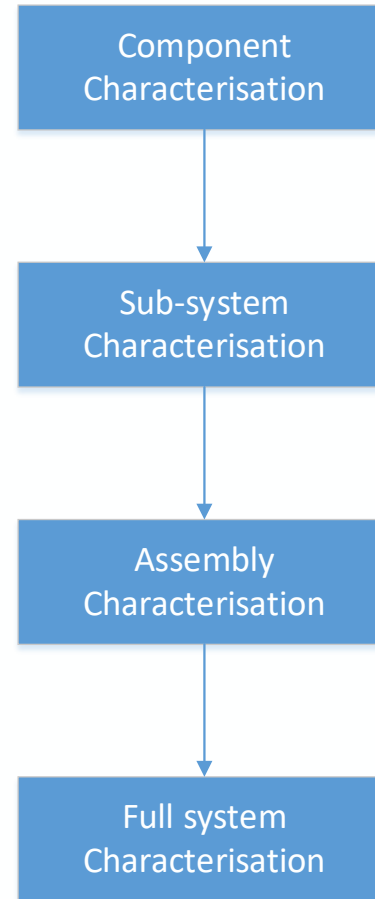 Component
Characterisation
Sub-system
Characterisation
Assembly
Characterisation
Full system
Characterisation